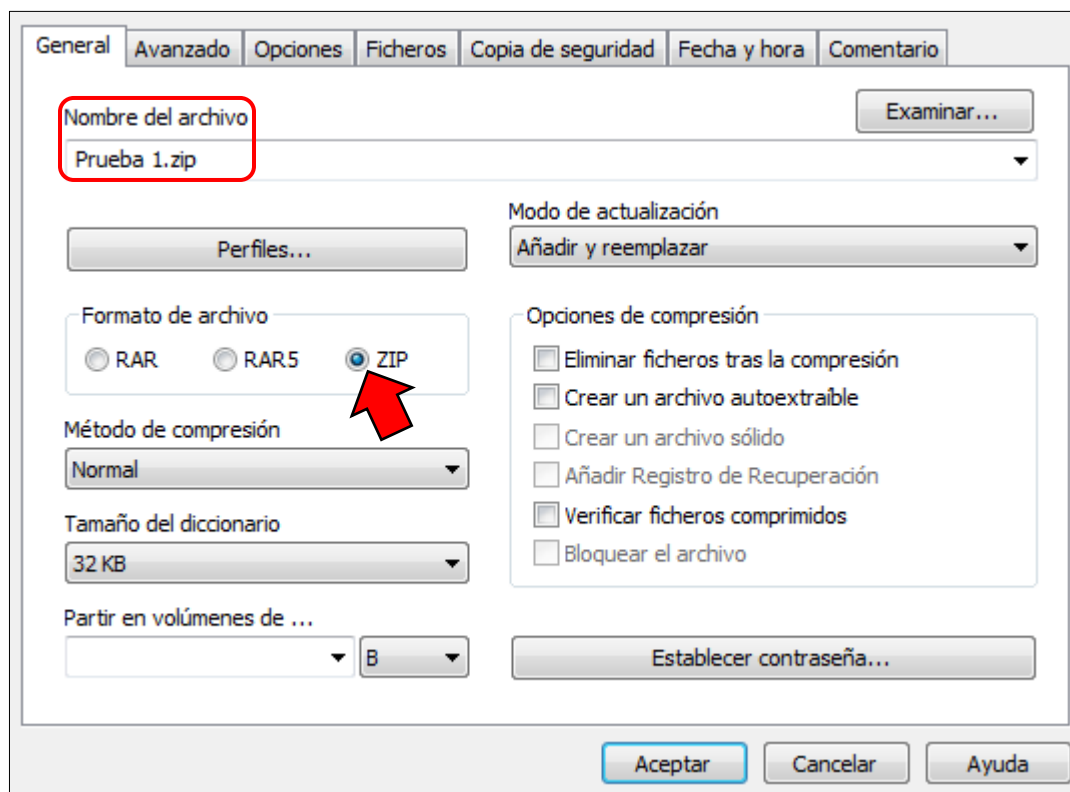 General Avanzado Opciones Ficheros Copia de seguridad Fecha y hora Comentario
Nombre del archivo
Examinar...
Prueba 1.zip
Modo de actualización
Perfiles...
Añadir y reemplazar
Formato de archivo
RAR RAR5 ZIP
Opciones de compresión
Eliminar ficheros tras la compresión
Crear un archivo autoextraíble
Crear un archivo sólido
Añadir Registro de Recuperación
Verificar ficheros comprimidos
Bloquear el archivo
Método de compresión
Normal
Tamaño del diccionario
32 KB
Partir en volúmenes de ...
B
Establecer contraseña...
Aceptar Cancelar Ayuda